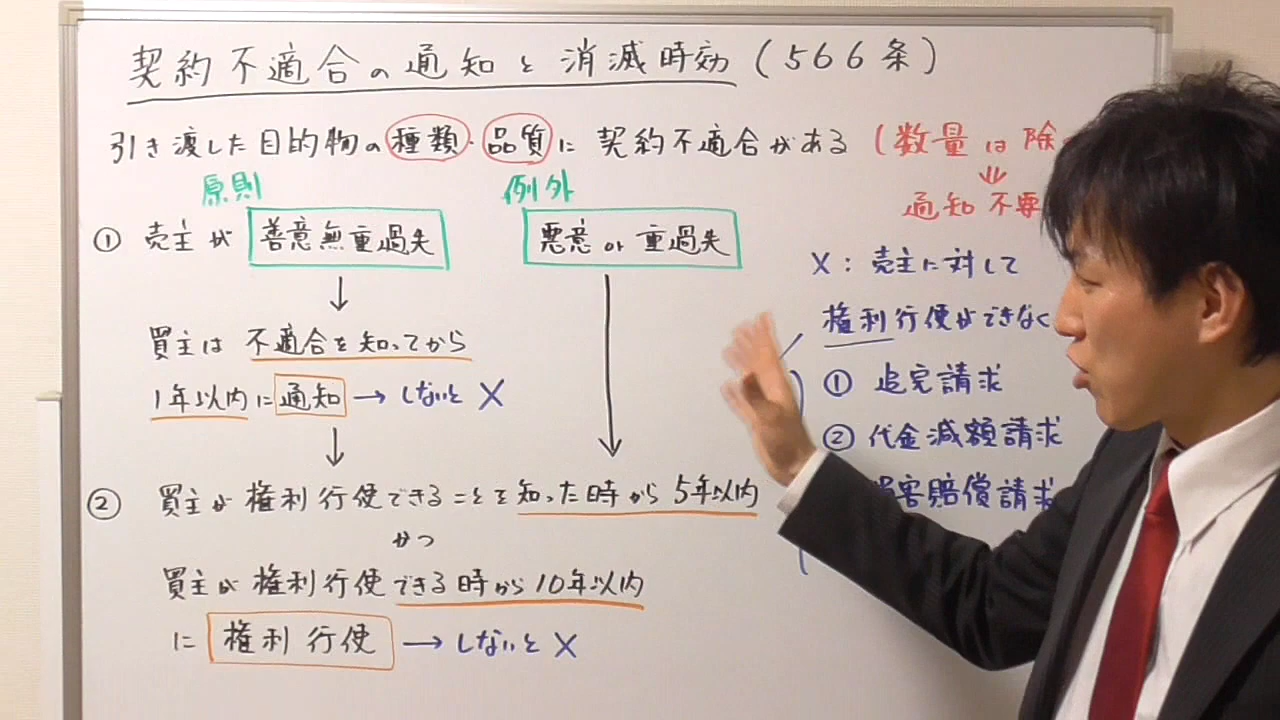 契約不適合の通知と消滅時効(566条)
引き渡した目的物の種類・品質に契約不適合がある(数量は除
⇓
通知不要
原則 例外
① 売主が 善意無重過失 悪意 or 重過失
↓
買主は 不適合を知ってから
1年以内に 通知 → しないと X
↓
② 買主が権利行使できることを知った時から5年以内
かつ
買主が権利行使できる時から10年以内
に 権利行使 → しないと X
X:売主に対して
権利行使ができなく
① 追完請求
② 代金減額請求
害賠償請求